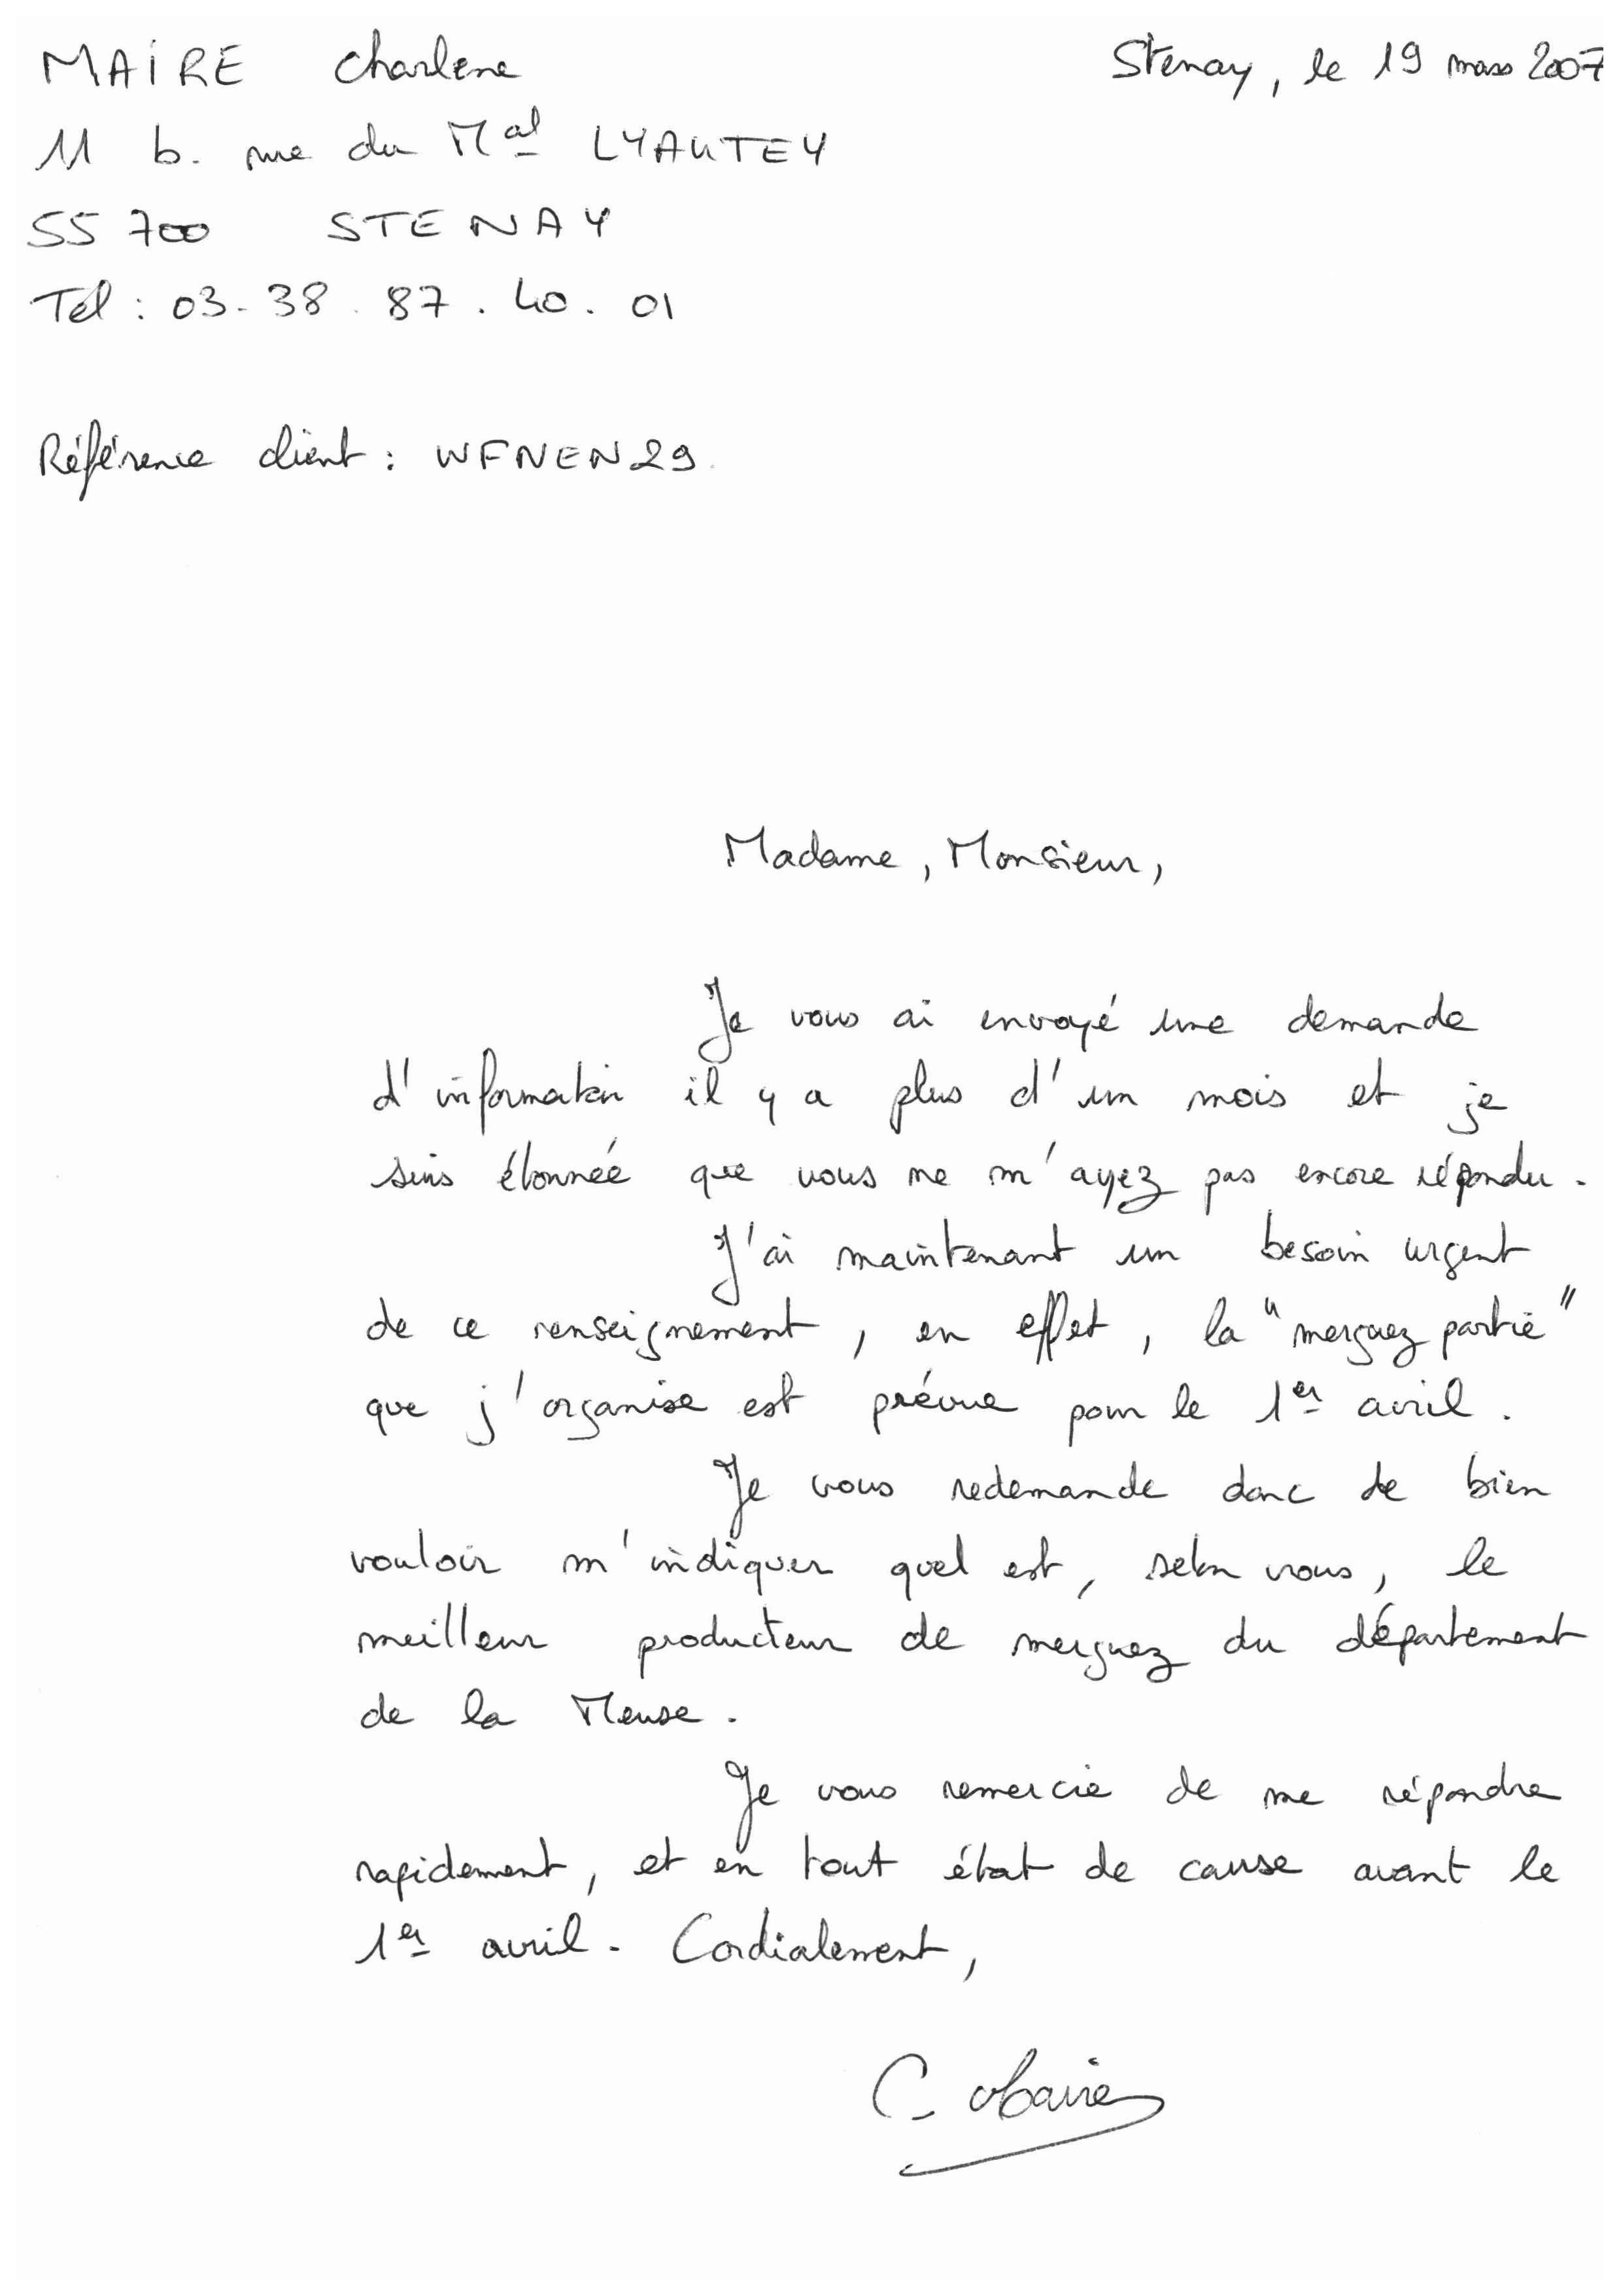 MAIRE Charlene
Stenay, le 19 mars 2007
11 b. rue du Mal LYAUTEY
55 700 STENAY
Tel : 03.38.87.40.01
Référence client : WFNEN29.
Madame, Monsieur,
Je vous ai envoyé une demande
d'information il y a plus d'un mois et je
suis étonnée que vous ne m'ayez pas encore répondu.
J'ai maintenant un besoin urgent
de ce renseignement, en effet, la "merguez partie"
que j'organise est prévue pour le 1er avril.
Je vous redemande donc de bien
vouloir m'indiquer quel est, selon vous, le
meilleur producteur de merguez du département
de la Meuse.
Je vous remercie de me répondre
rapidement, et en tout état de cause avant le
1er avril. Cordialement,
C. Maire